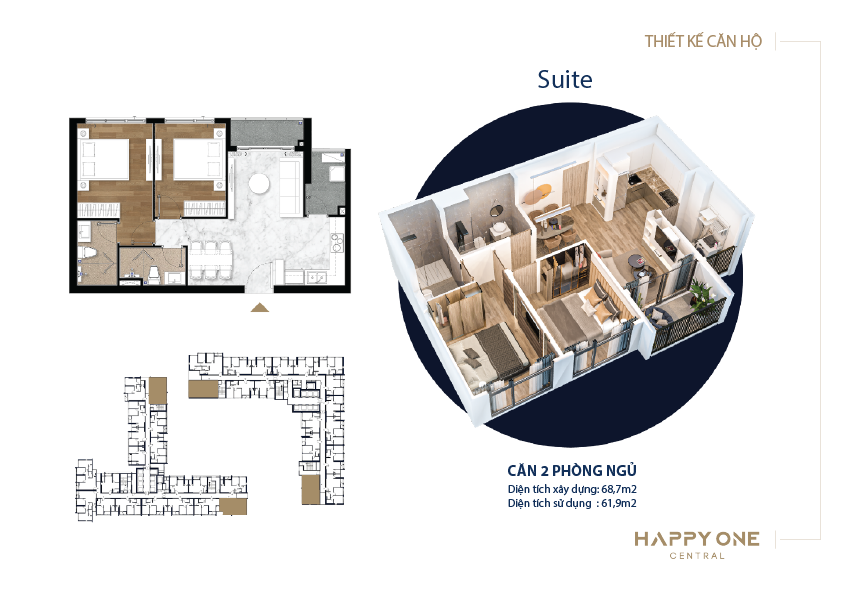 THIẾT KẾ CĂN HỘ
Suite
CĂN 2 PHÒNG NGỦ
Diện tích xây dựng: 68,7m2
Diện tích sử dụng : 61,9m2
HAPPY ONE
CENTRAL